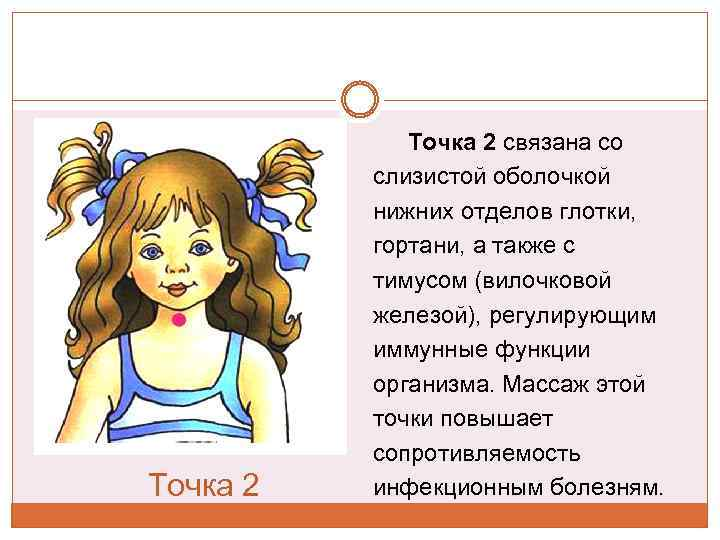 Точка 2 связана со
слизистой оболочкой
нижних отделов глотки,
гортани, а также с
тимусом (вилочковой
железой), регулирующим
иммунные функции
организма. Массаж этой
точки повышает
сопротивляемость
инфекционным болезням.
Точка 2